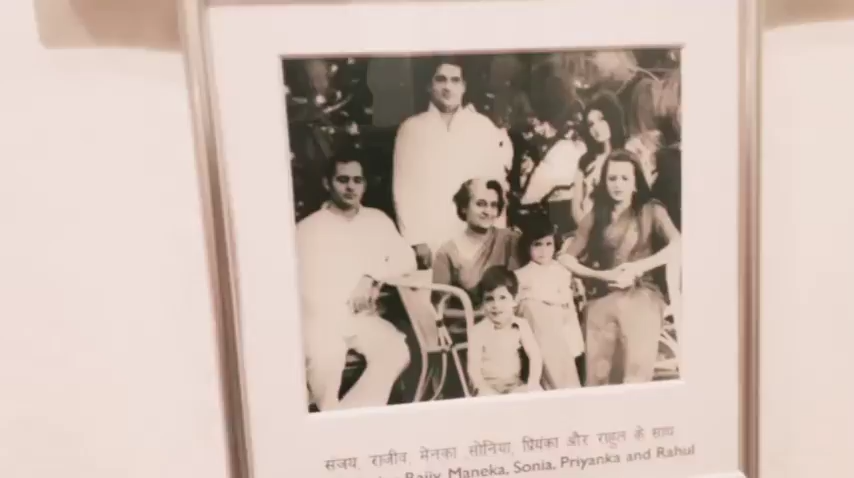 संजय, राजीव, मेनका ,सोनिया, प्रियंका और राहुल के साथ
Rajiv, Maneka, Sonia, Priyanka and Rahul